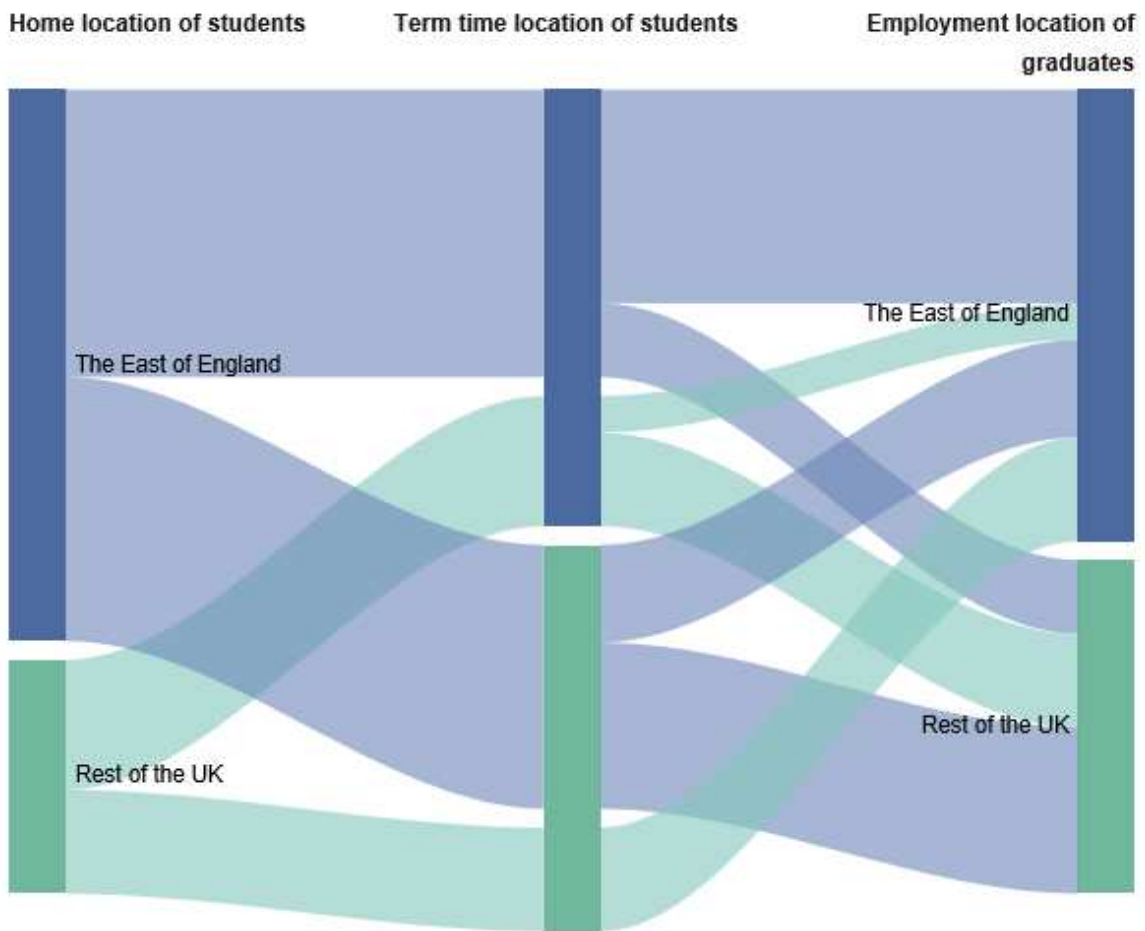 Home location of students
Term time location of students
Employment location of
graduates
The East of England
The East of England
Rest of the UK
Rest of the UK